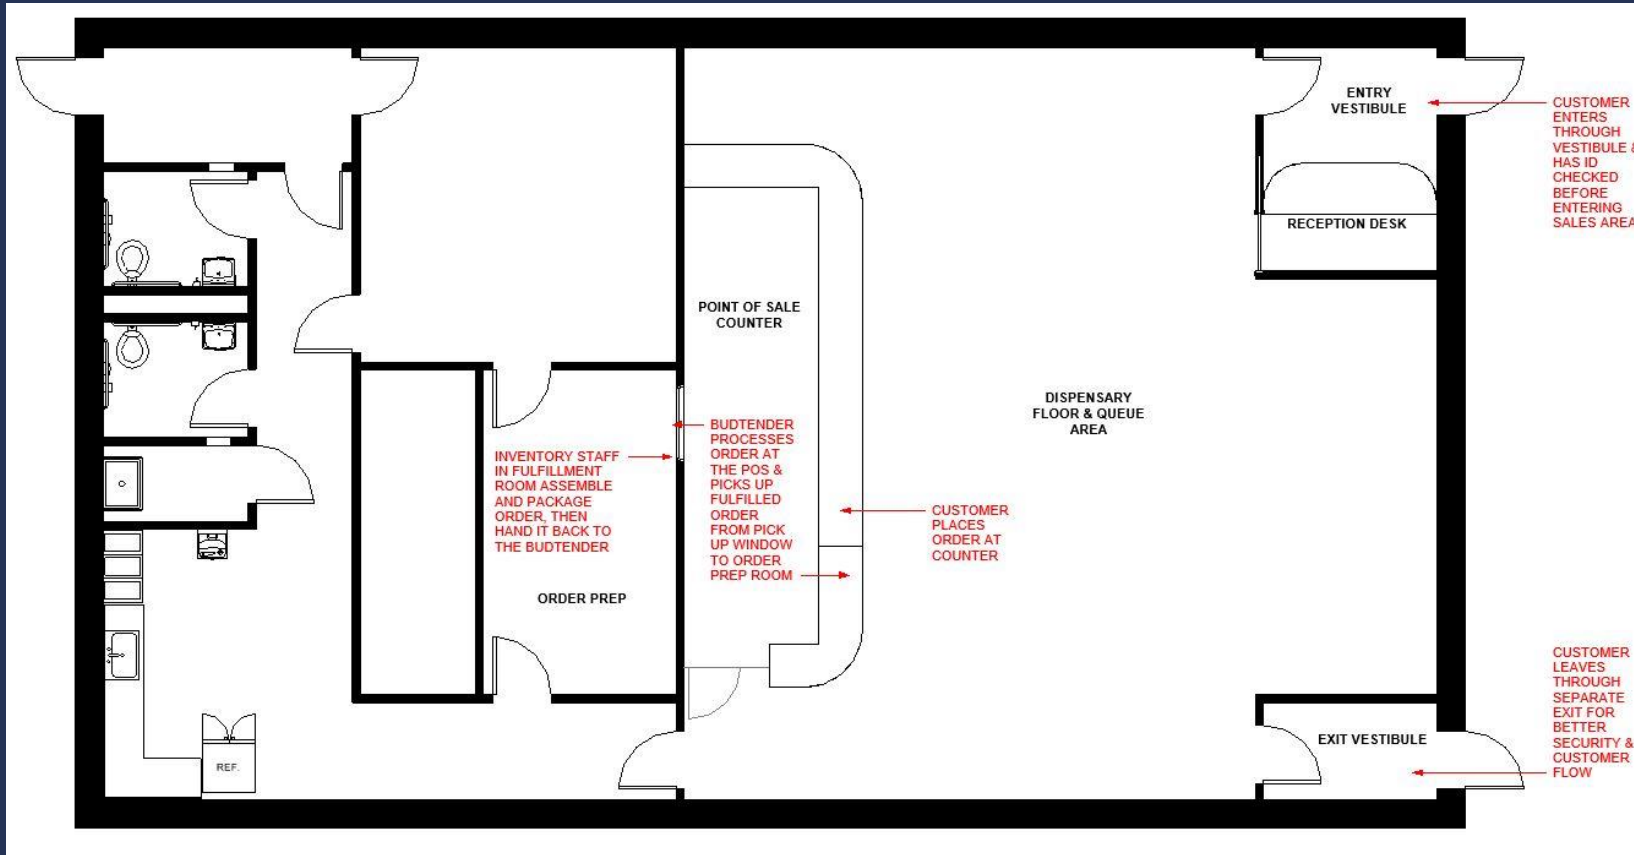 ENTRY
VESTIBULE
CUSTOMER
ENTERS
THROUGH
VESTIBULE &
HAS ID
CHECKED
BEFORE
ENTERING
SALES AREA
RECEPTION DESK
POINT OF SALE
COUNTER
DISPENSARY
FLOOR & QUEUE
AREA
INVENTORY STAFF
IN FULFILLMENT
ROOM ASSEMBLE
AND PACKAGE
ORDER, THEN
HAND IT BACK TO
THE BUDTENDER
BUDTENDER
PROCESSES
ORDER AT
THE POS &
PICKS UP
FULFILLED
ORDER
FROM PICK
UP WINDOW
TO ORDER
PREP ROOM
CUSTOMER
PLACES
ORDER AT
COUNTER
ORDER PREP
CUSTOMER
LEAVES
THROUGH
SEPARATE
EXIT FOR
BETTER
SECURITY &
CUSTOMER
FLOW
EXIT VESTIBULE
REF.